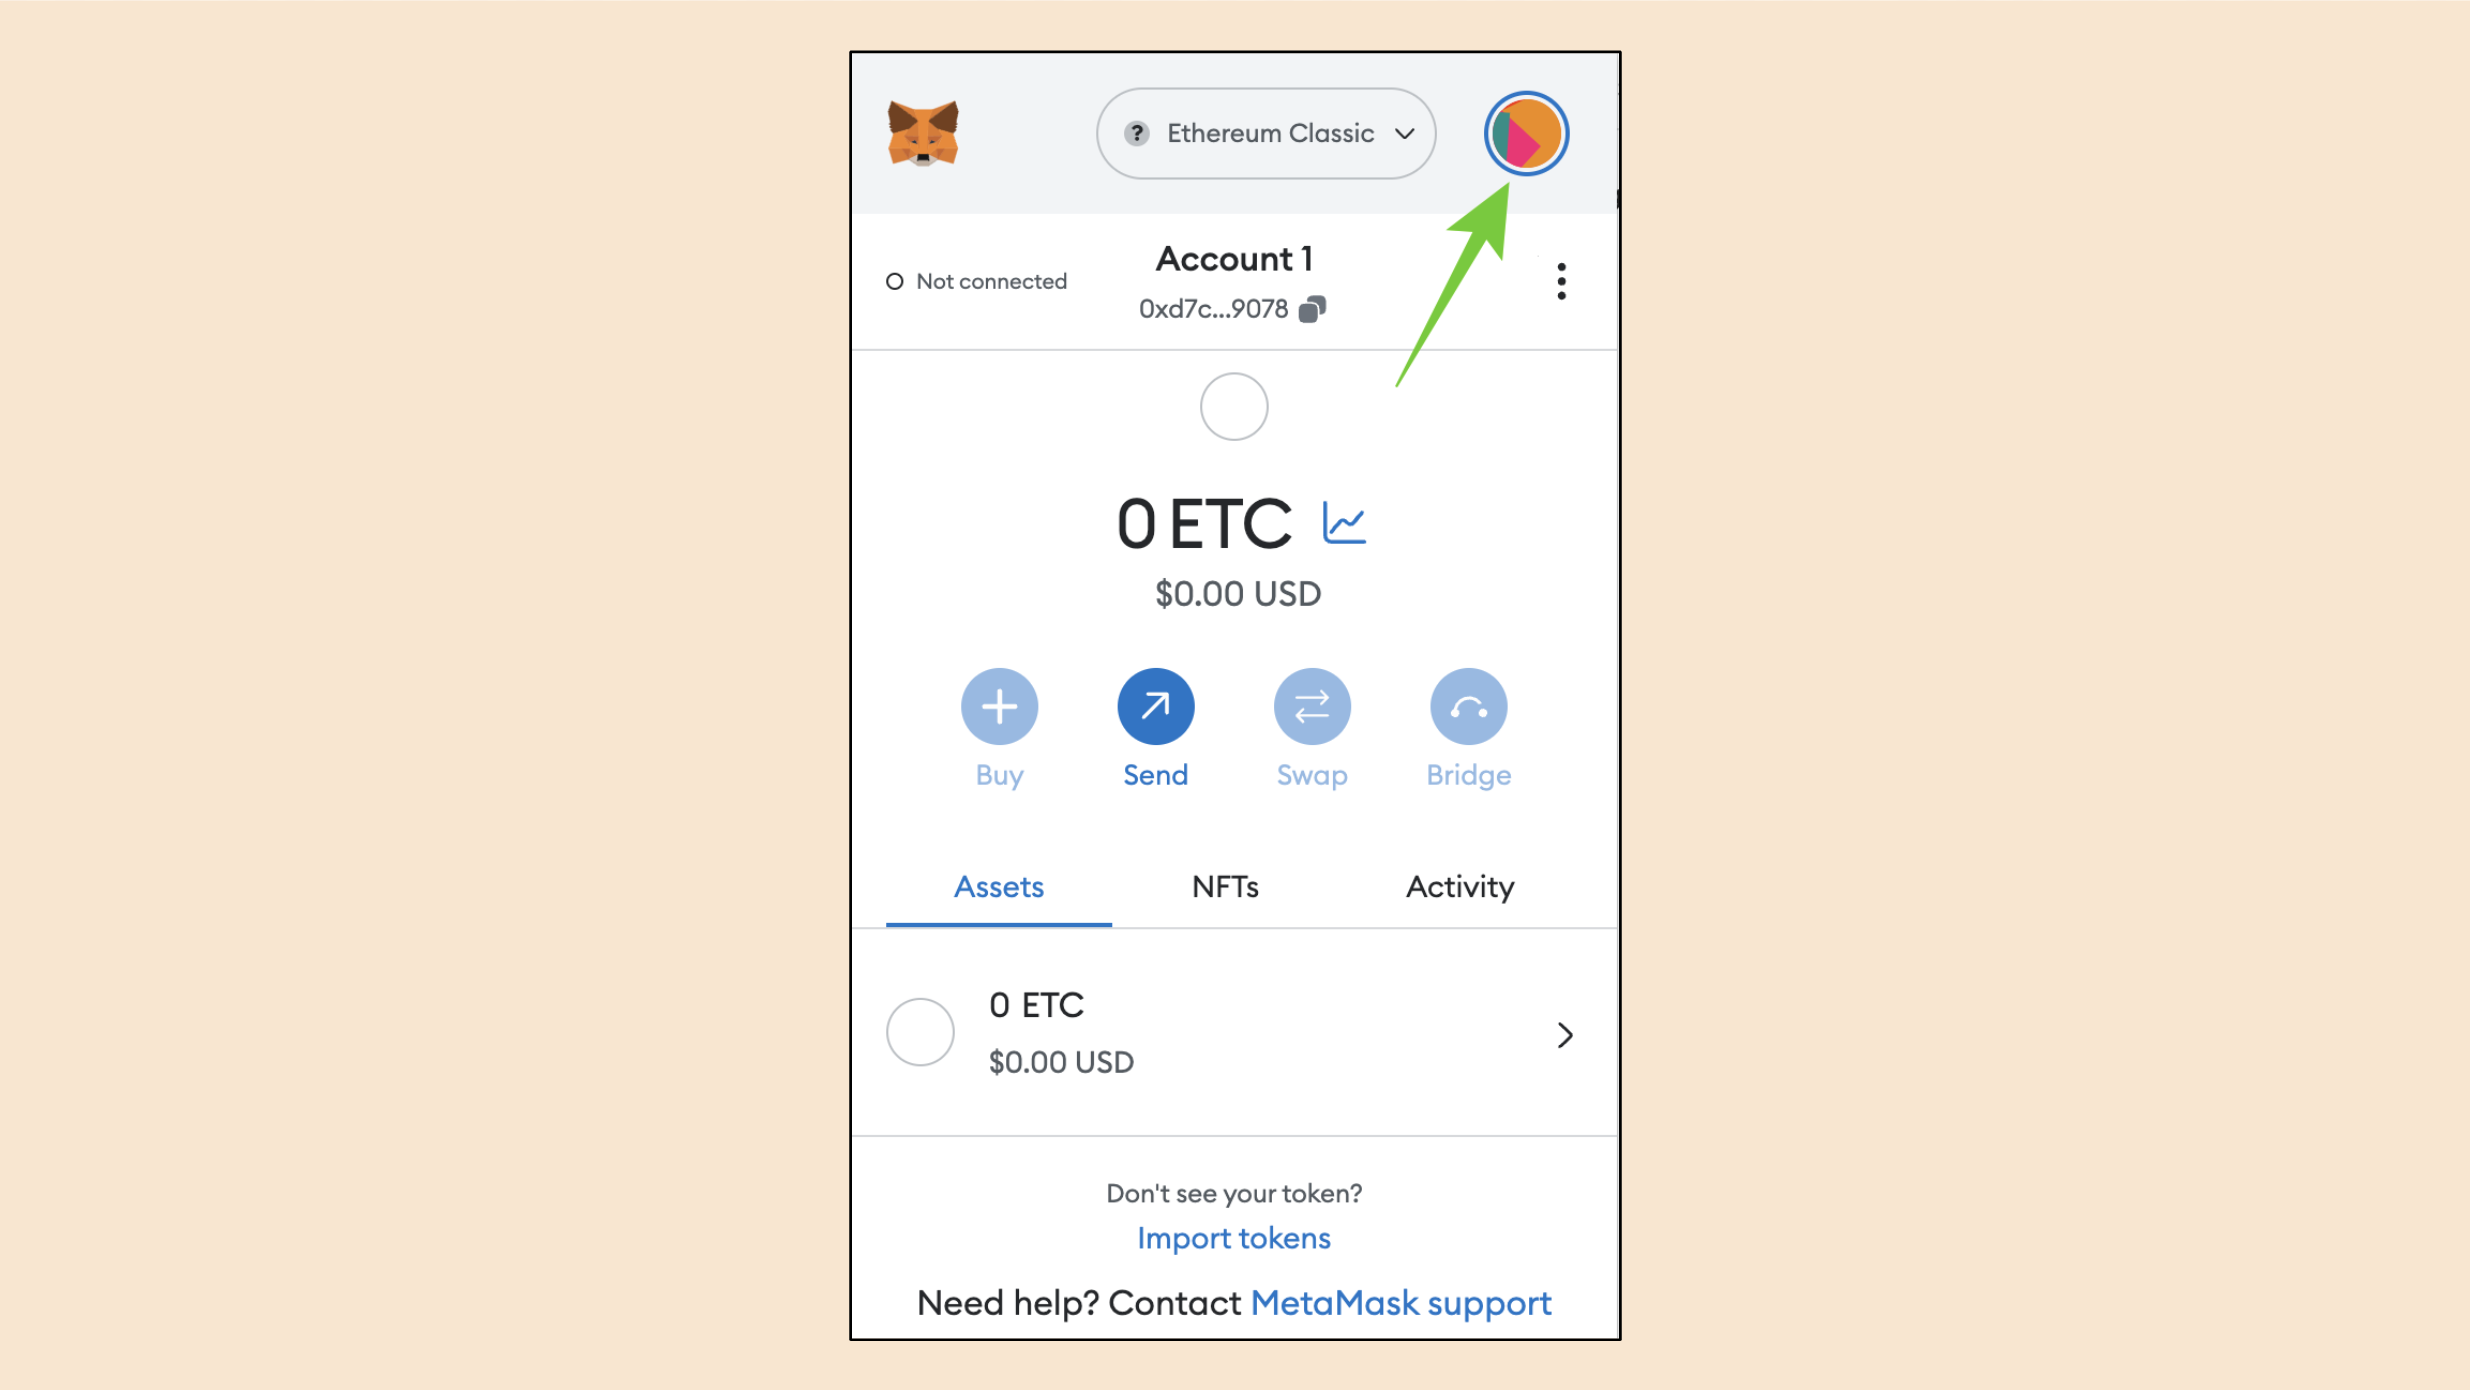 Ethereum Classic
Account 1
Not connected
0xd7c...9078
0 ETC
$0.00 USD
Buy
Send
Swap
Bridge
Assets
NFTs
Activity
0 ETC
$0.00 USD
Don't see your token?
Import tokens
Need help? Contact MetaMask support